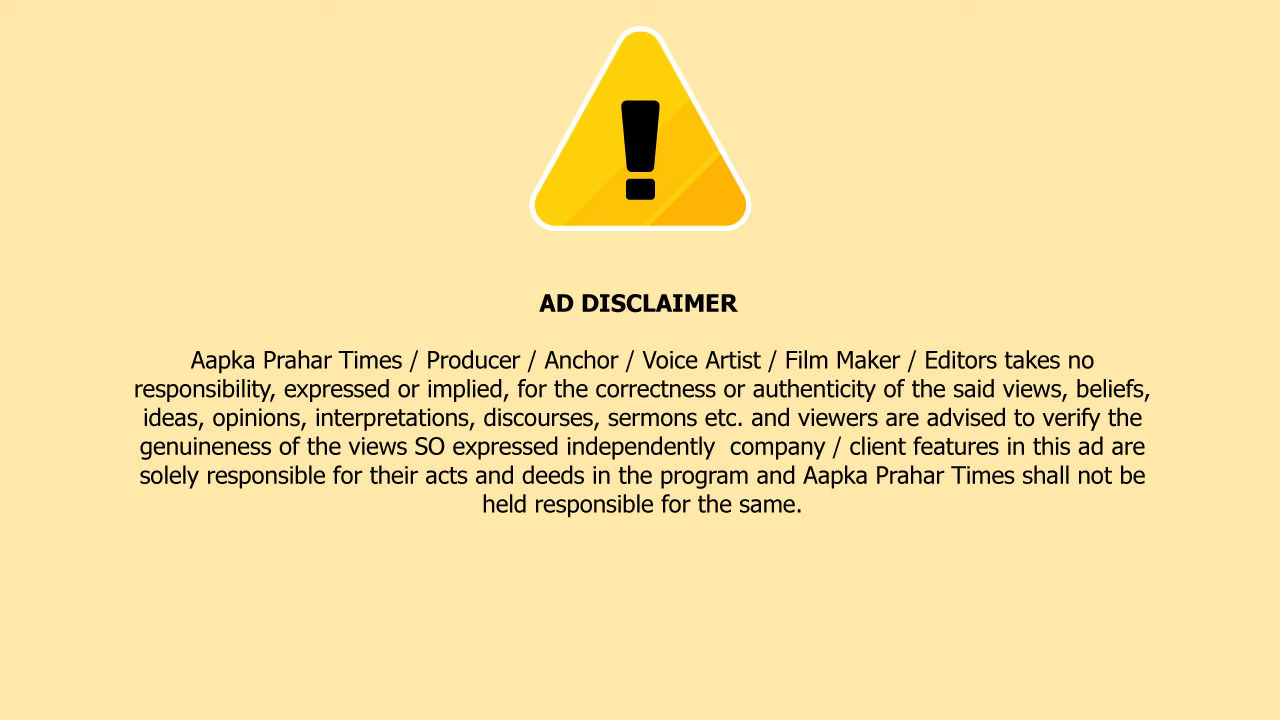 AD DISCLAIMER
Aapka Prahar Times / Producer / Anchor / Voice Artist / Film Maker / Editors takes no
responsibility, expressed or implied, for the correctness or authenticity of the said views, beliefs,
ideas, opinions, interpretations, discourses, sermons etc. and viewers are advised to verify the
genuineness of the views SO expressed independently  company / client features in this ad are
solely responsible for their acts and deeds in the program and Aapka Prahar Times shall not be
held responsible for the same.